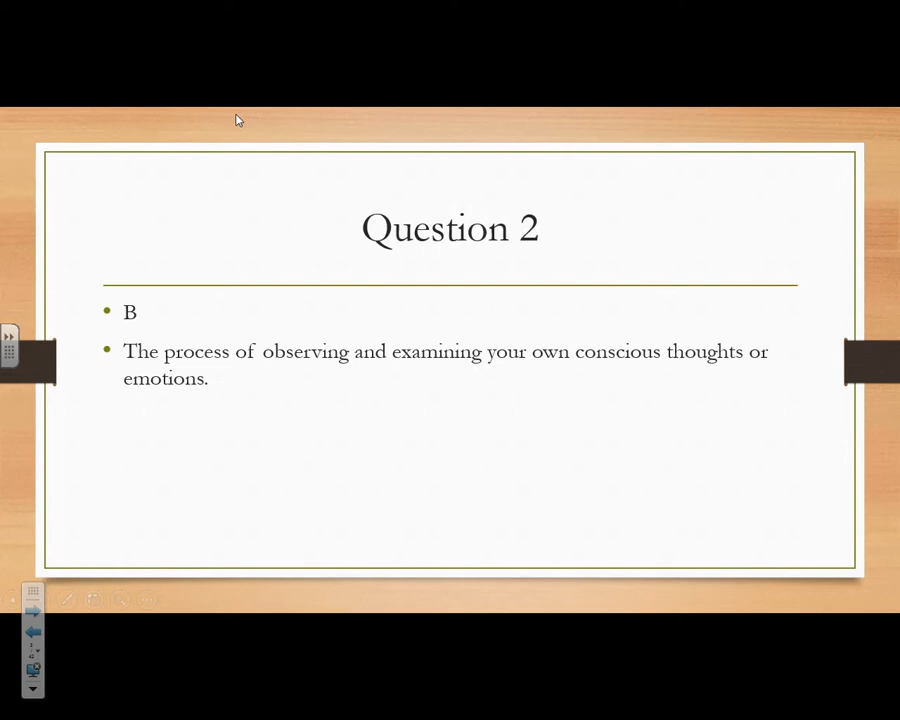 Question 2
• B
• The process of observing and examining your own conscious thoughts or
emotions.